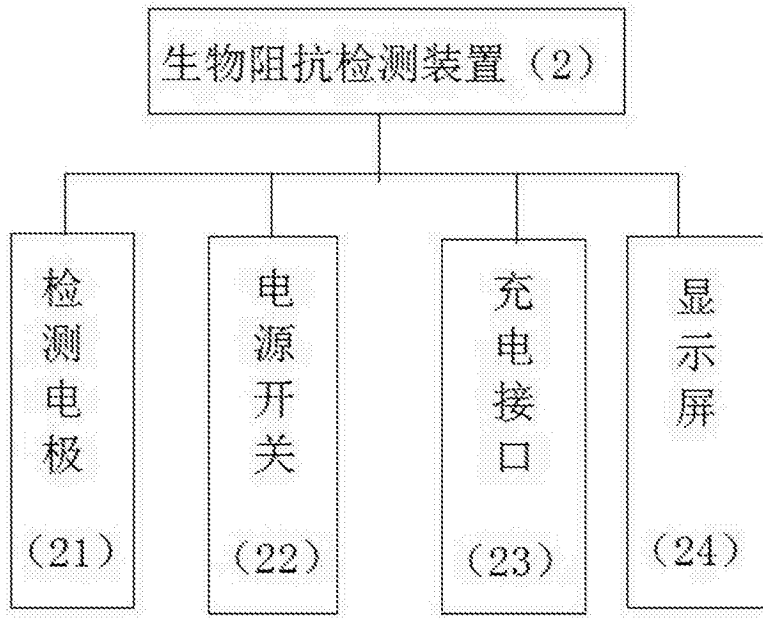 生物阻抗检测装置（2）
检测电极
（21）
电源开关
（22）
充电接口
（23）
显示屏
（24）